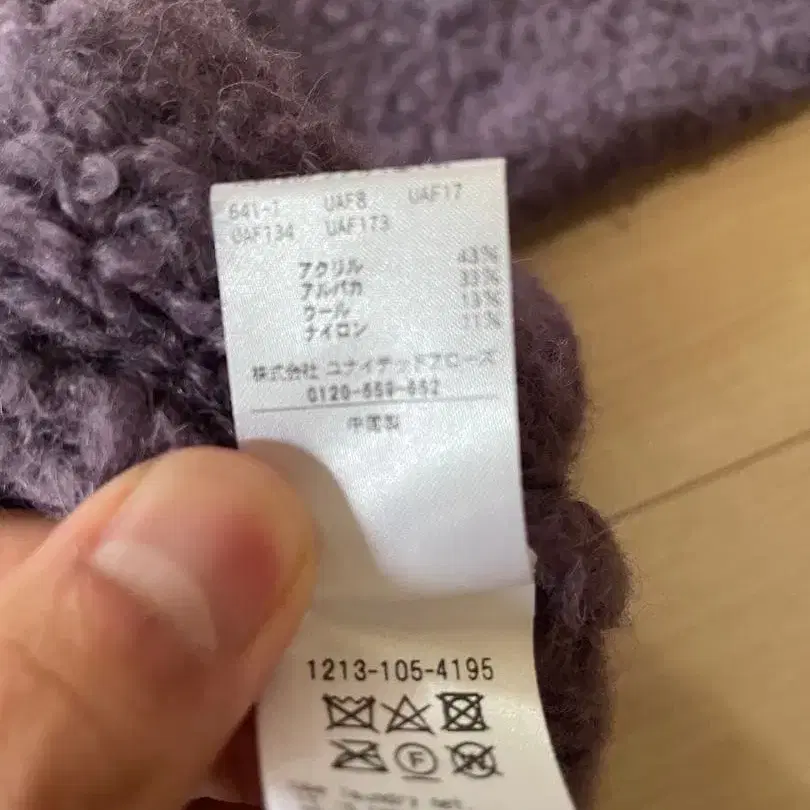 641-7 UAF8 UAF17
UAF134 UAF173
アクリル 43%
アルパカ 33%
ウール 13%
ナイロン 11%
株式会社 ユナイテッドアローズ
0120-559-652
中国製
1213-105-4195
F
W